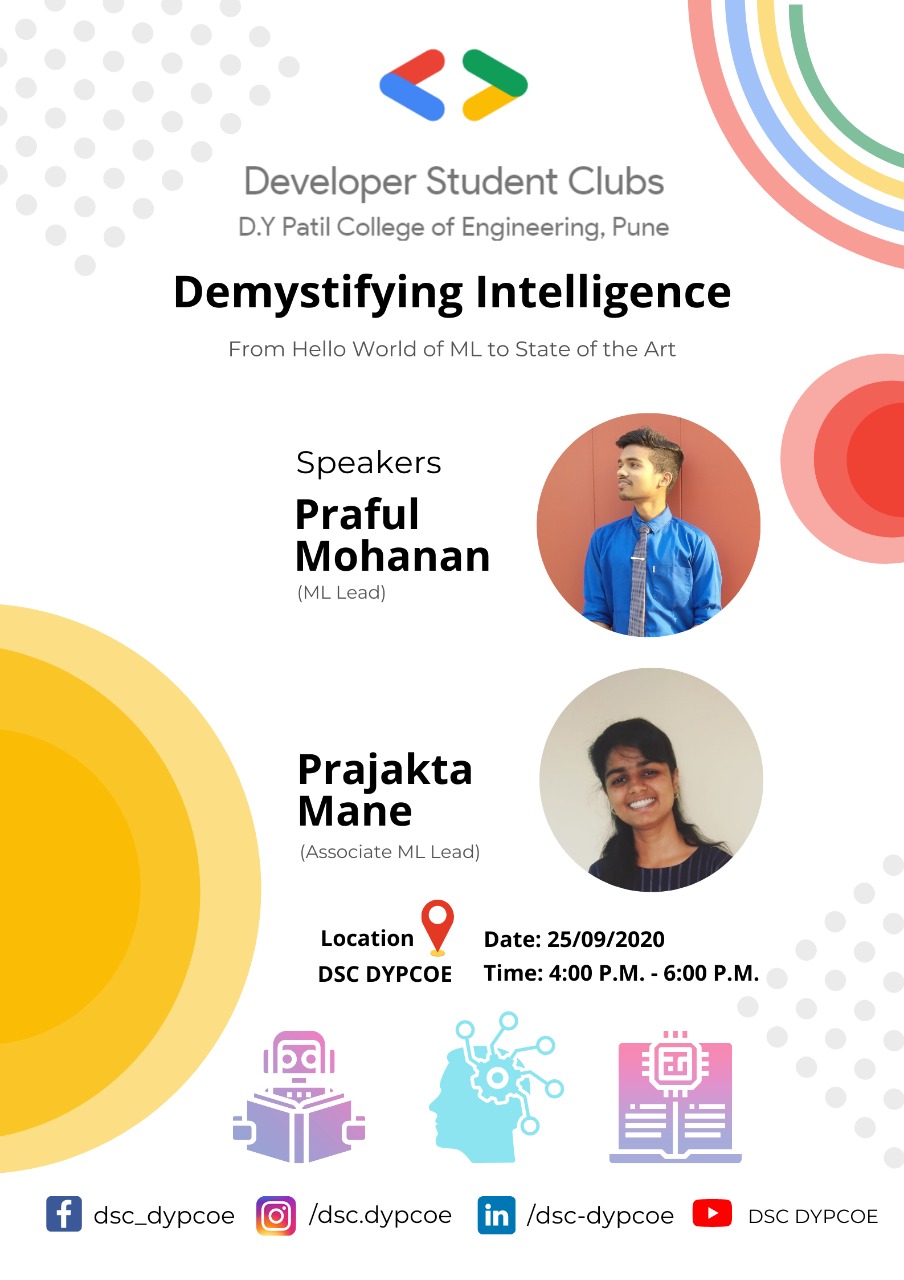 Developer Student Clubs
D.Y Patil College of Engineering, Pune
Demystifying Intelligence
From Hello World of ML to State of the Art
Speakers
Praful
Mohanan
(ML Lead)
Prajakta
Mane
(Associate ML Lead)
Location
DSC DYPCOE
Date: 25/09/2020
Time: 4:00 P.M. - 6:00 P.M.
dsc_dypcoe
/dsc.dypcoe
/dsc-dypcoe
DSC DYPCOE